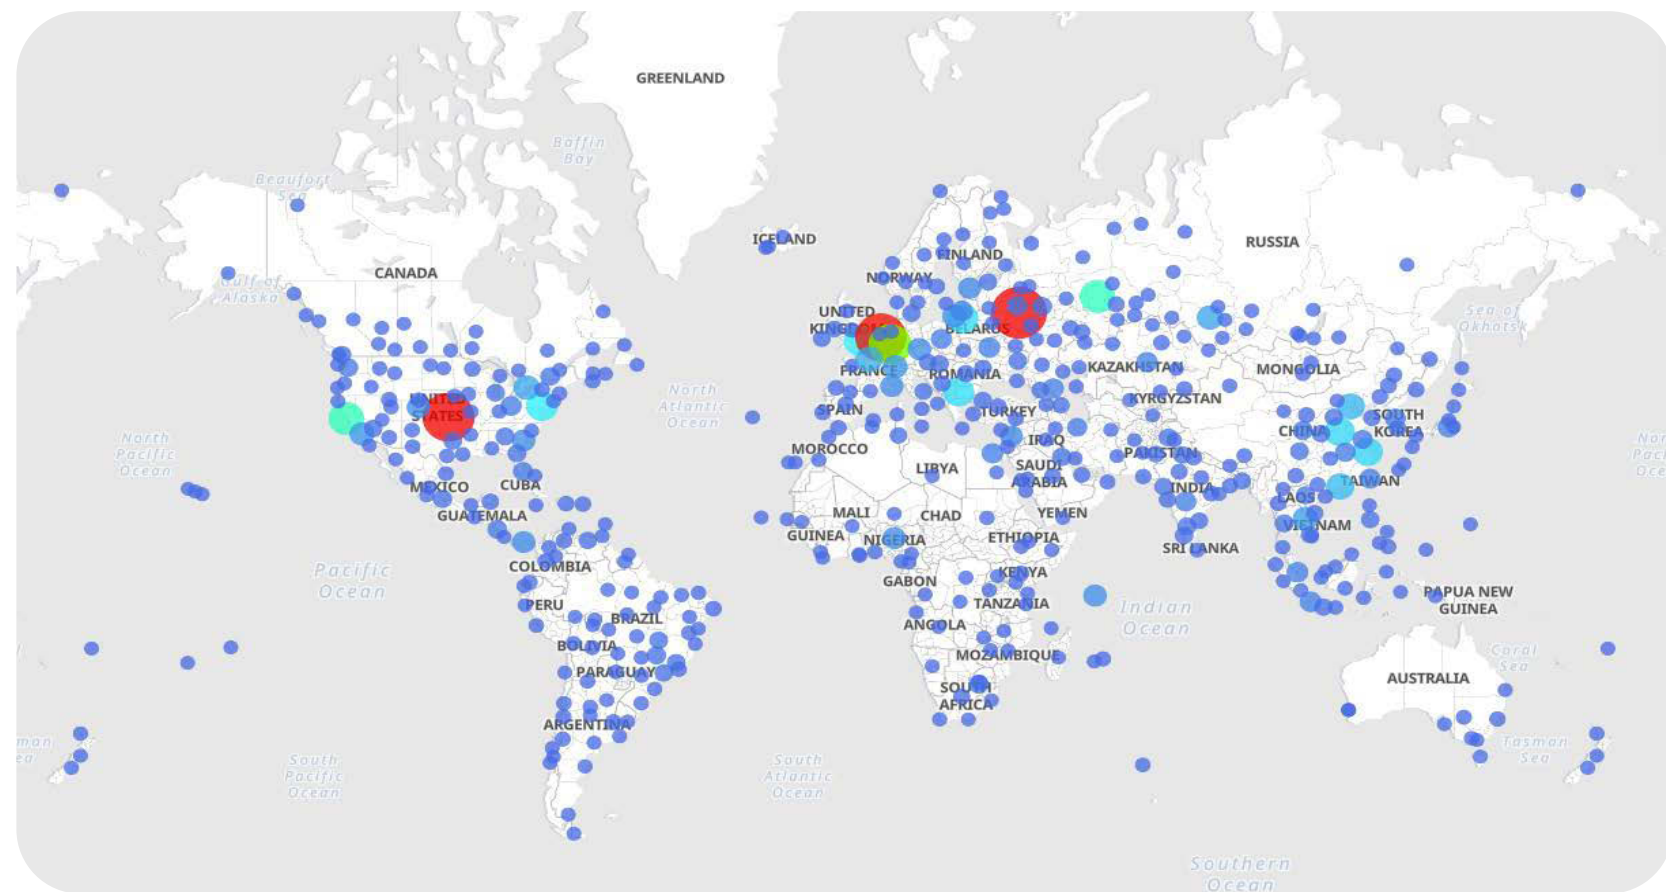 GREENLAND
Baffin
Bay
Beaufort
Sea
ICELAND
FINLAND
RUSSIA
CANADA
Gulf of
Alaska
NORWAY
Sea of
Okhotsk
UNITED
KINGDOM
BELARUS
FRANCE
ROMANIA
KAZAKHSTAN
MONGOLIA
North
Atlantic
Ocean
UNITED
STATES
SPAIN
TURKEY
KYRGYZSTAN
CHINA
SOUTH
KOREA
North
Pacific
Ocean
MOROCCO
IRAQ
PAKISTAN
LIBYA
SAUDI
ARABIA
MEXICO
CUBA
INDIA
LAOS
TAIWAN
GUATEMALA
MALI
CHAD
YEMEN
GUINEA
NIGERIA
ETHIOPIA
VIETNAM
SRI LANKA
COLOMBIA
GABON
KENYA
Pacific
Ocean
PERU
BRAZIL
TANZANIA
Indian
Ocean
PAPUA NEW
GUINEA
ANGOLA
BOLIVIA
MOZAMBIQUE
Coral
Sea
PARAGUAY
SOUTH
AFRICA
AUSTRALIA
ARGENTINA
Tasman
Sea
South
Pacific
Ocean
South
Atlantic
Ocean
Southern
Ocean